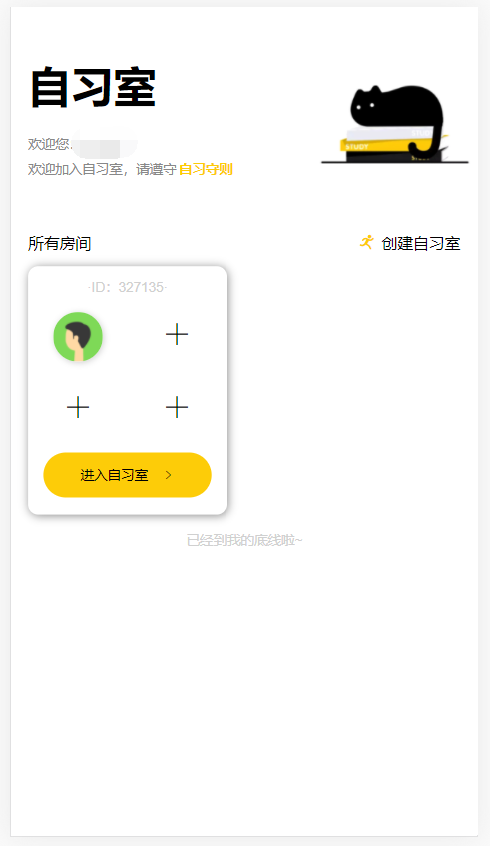 自习室
欢迎您,
欢迎加入自习室，请遵守 自习守则
STUDY
所有房间
创建自习室
·ID：327135·
进入自习室 >
已经到我的底线啦~